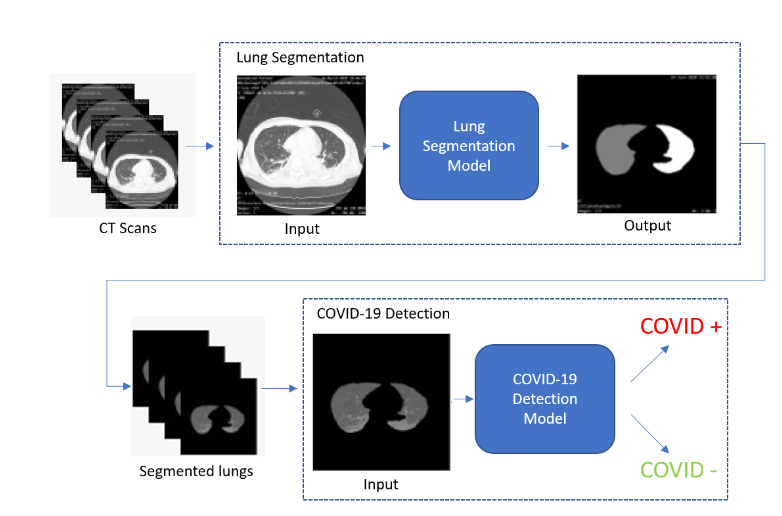 Lung Segmentation
Lung
Segmentation
Model
CT Scans
Input
Output
COVID-19 Detection
COVID +
COVID-19
Detection
Model
COVID -
Segmented lungs
Input